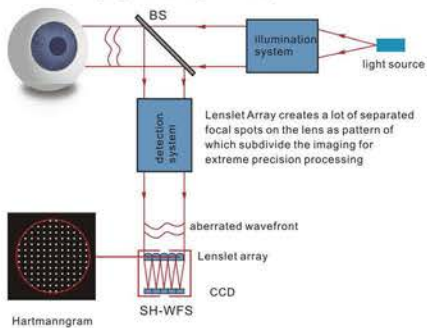 BS
illumination
system
light source
detection
system
Lenslet Array creates a lot of separated
focal spots on the lens as pattern of
which subdivide the imaging for
extreme precision processing
aberrated wavefront
Lenslet array
CCD
SH-WFS
Hartmanngram